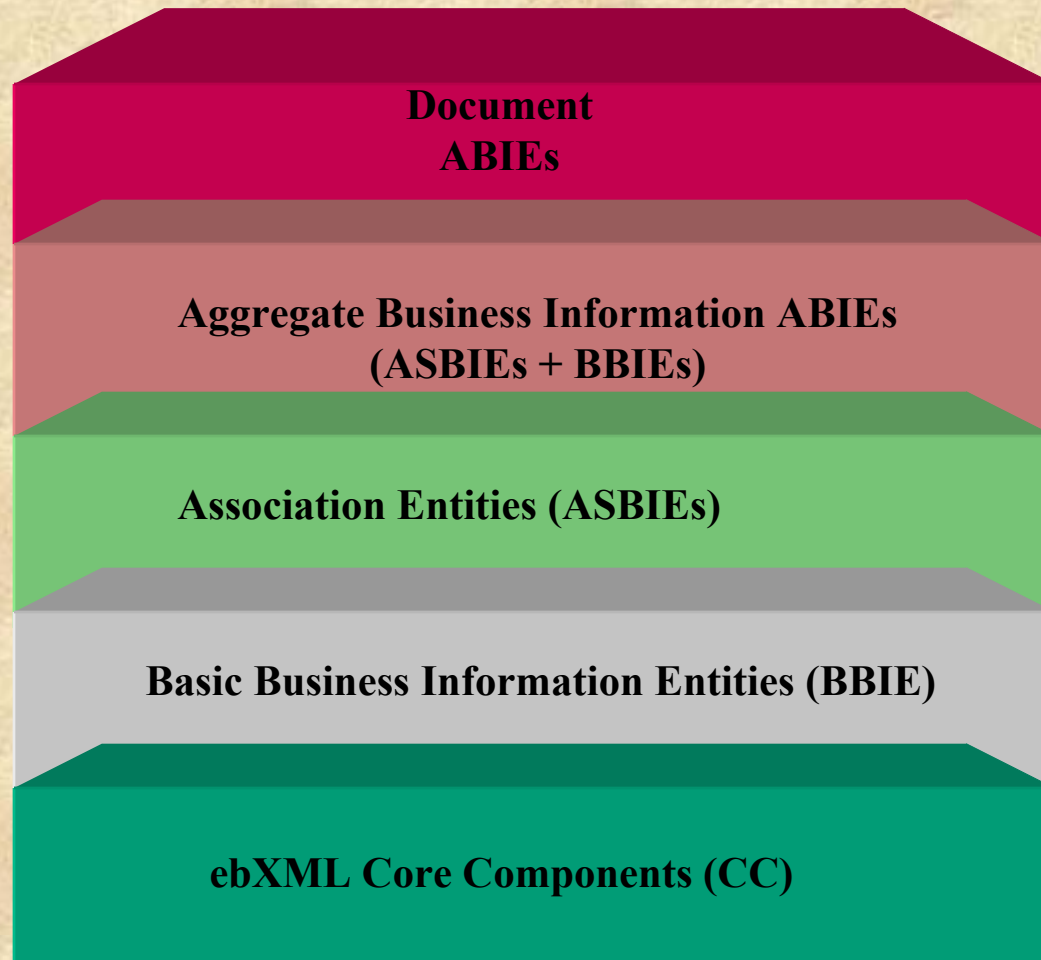 Document
ABIEs
Aggregate Business Information ABIEs
(ASBIEs + BBIEs)
Association Entities (ASBIEs)
Basic Business Information Entities (BBIE)
ebXML Core Components (CC)